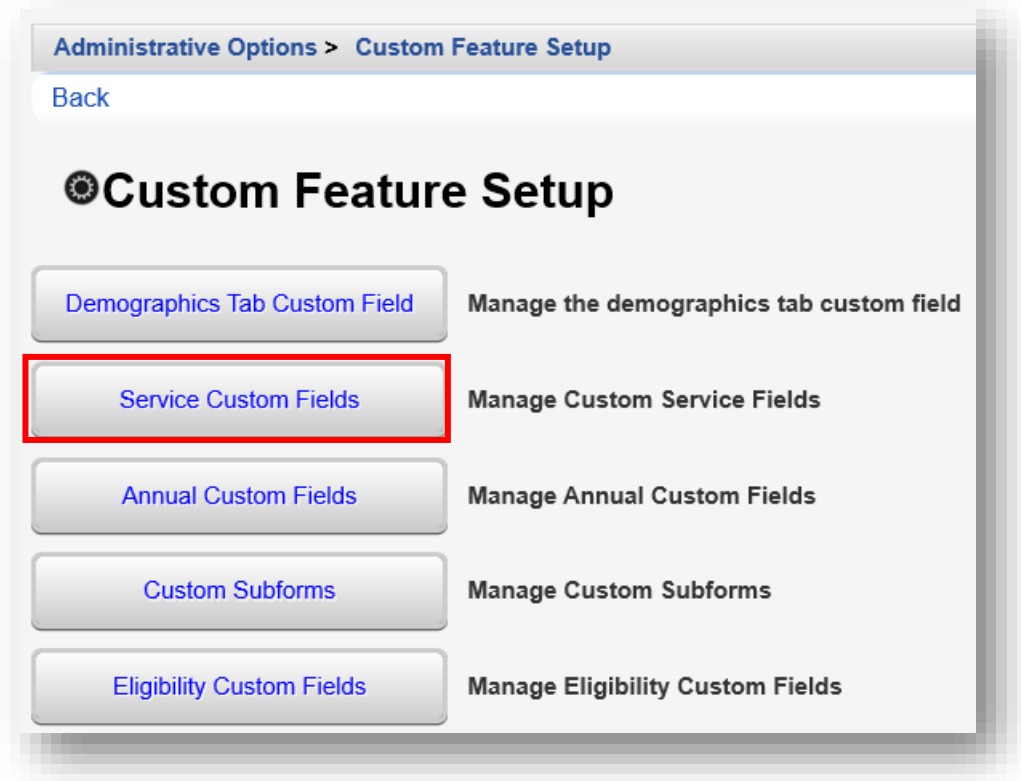 Administrative Options > Custom Feature Setup
Back
Custom Feature Setup
Demographics Tab Custom Field Manage the demographics tab custom field
Service Custom Fields Manage Custom Service Fields
Annual Custom Fields Manage Annual Custom Fields
Custom Subforms Manage Custom Subforms
Eligibility Custom Fields Manage Eligibility Custom Fields